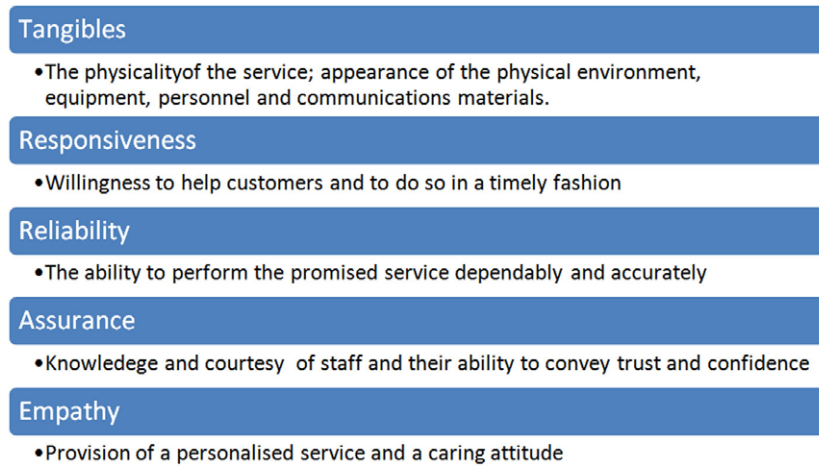 Tangibles
•The physicalityof the service; appearance of the physical environment,
equipment, personnel and communications materials.
Responsiveness
•Willingness to help customers and to do so in a timely fashion
Reliability
•The ability to perform the promised service dependably and accurately
Assurance
•Knowledege and courtesy of staff and their ability to convey trust and confidence
Empathy
•Provision of a personalised service and a caring attitude